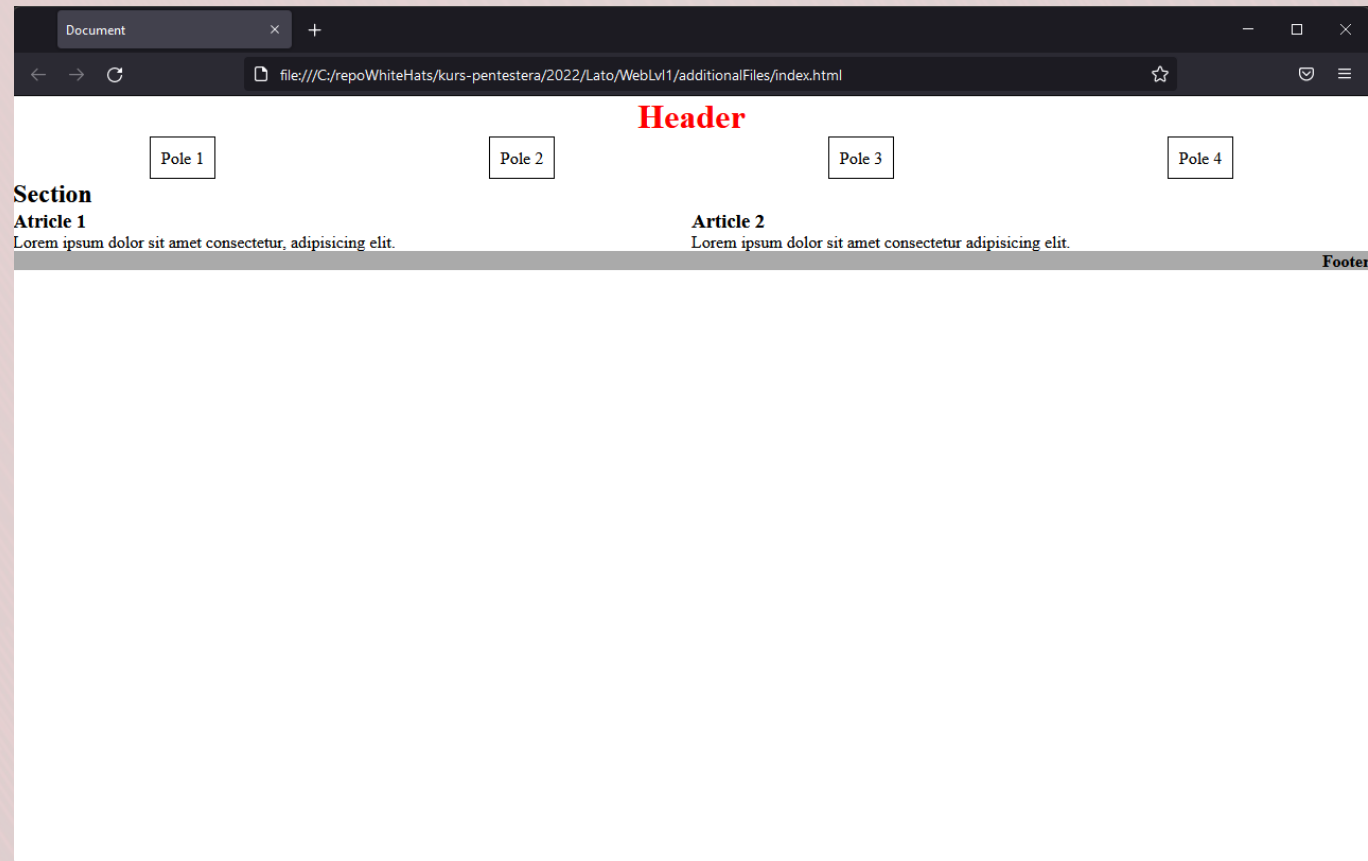 Document
file:///C:/repoWhiteHats/kurs-pentestera/2022/Lato/WebLvl1/additionalFiles/index.html
Header
Pole 1 Pole 2 Pole 3 Pole 4
Section
Atricle 1 Article 2
Lorem ipsum dolor sit amet consectetur, adipisicing elit. Lorem ipsum dolor sit amet consectetur adipisicing elit.
Footer